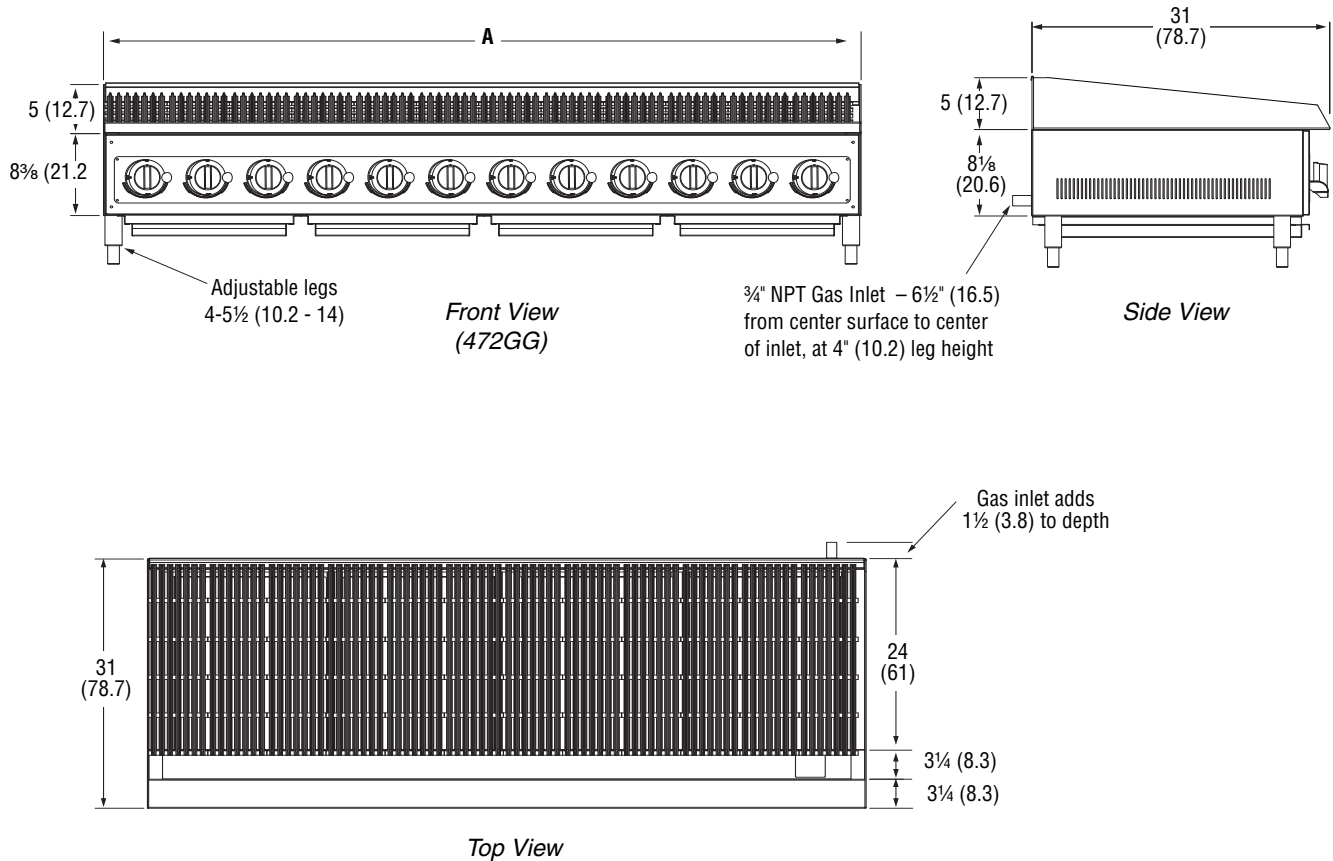 A
5 (12.7)
8⅜ (21.2
Adjustable legs
4-5½ (10.2 - 14)
Front View
(472GG)
31
(78.7)
5 (12.7)
8⅛
(20.6)
¾" NPT Gas Inlet – 6½" (16.5)
from center surface to center
of inlet, at 4" (10.2) leg height
Side View
Gas inlet adds
1½ (3.8) to depth
31
(78.7)
24
(61)
3¼ (8.3)
3¼ (8.3)
Top View